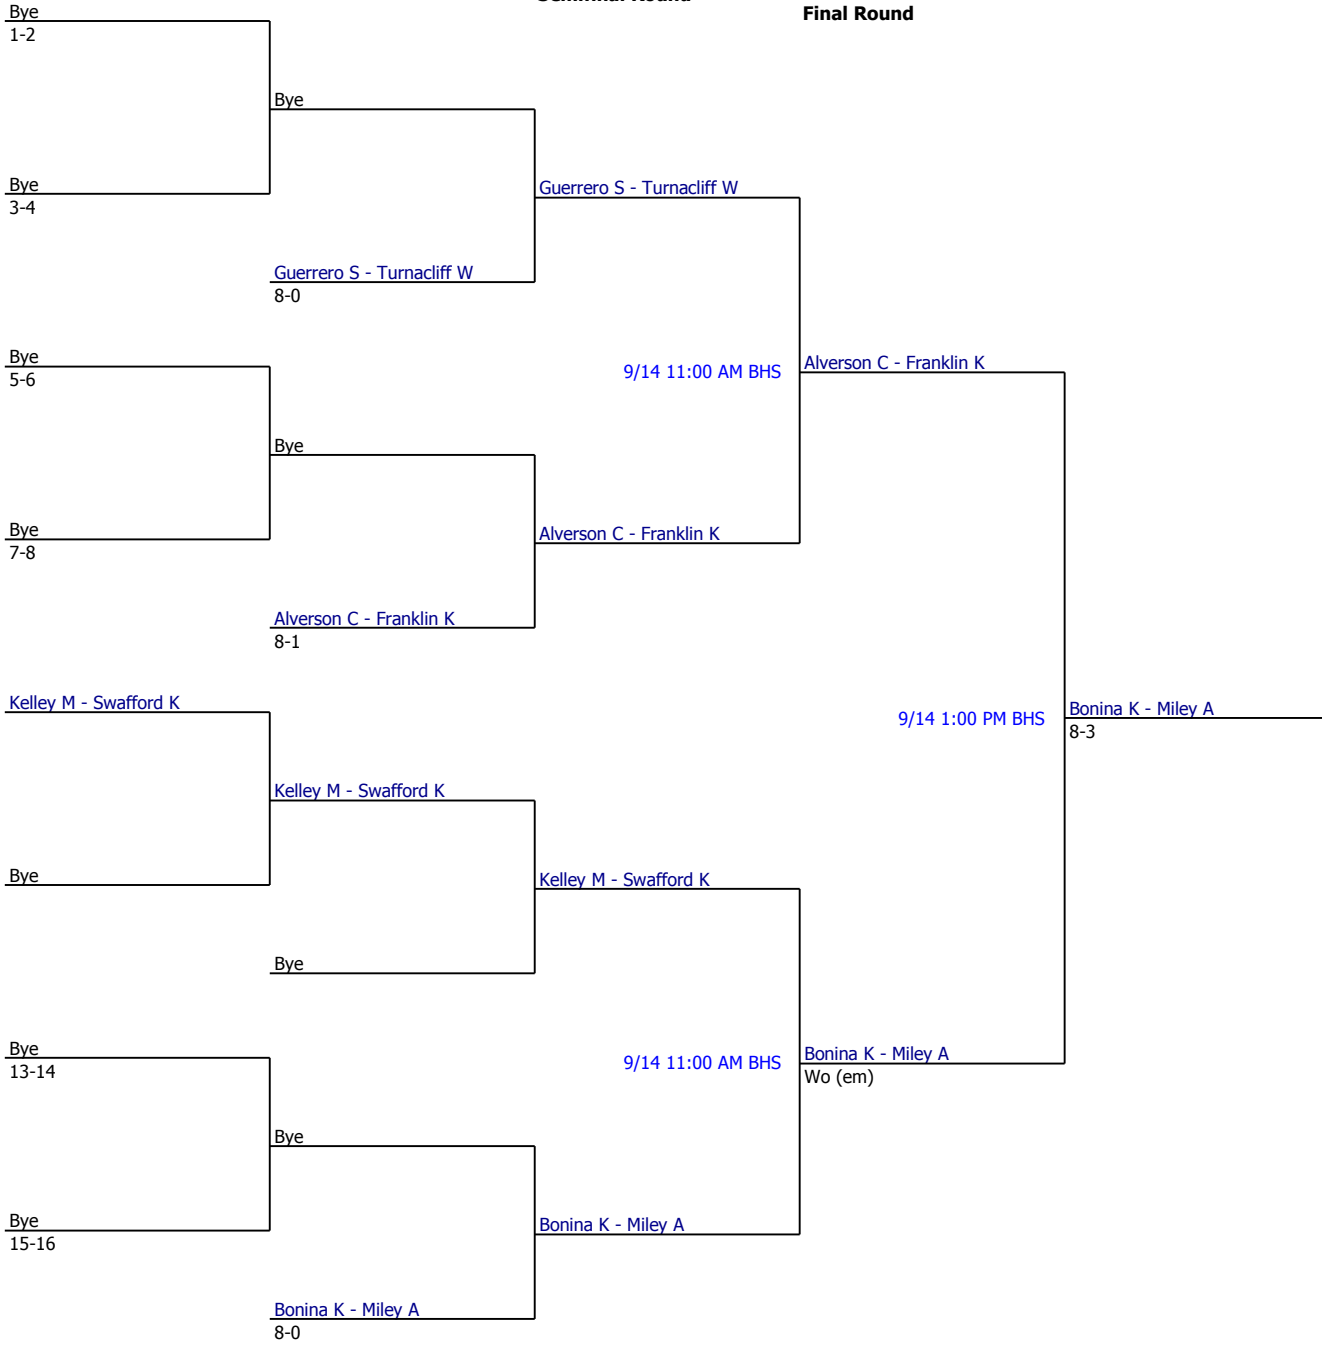 Semifinal Round
Final Round
Bye
1-2
Bye
Bye
3-4
Guerrero S - Turnacliff W
Guerrero S - Turnacliff W
8-0
Bye
5-6
9/14 11:00 AM BHS
Alverson C - Franklin K
Bye
Bye
7-8
Alverson C - Franklin K
Alverson C - Franklin K
8-1
Kelley M - Swafford K
9/14 1:00 PM BHS
Bonina K - Miley A
8-3
Kelley M - Swafford K
Bye
Kelley M - Swafford K
Bye
Bye
13-14
9/14 11:00 AM BHS
Bonina K - Miley A
Wo (em)
Bye
Bye
15-16
Bonina K - Miley A
Bonina K - Miley A
8-0